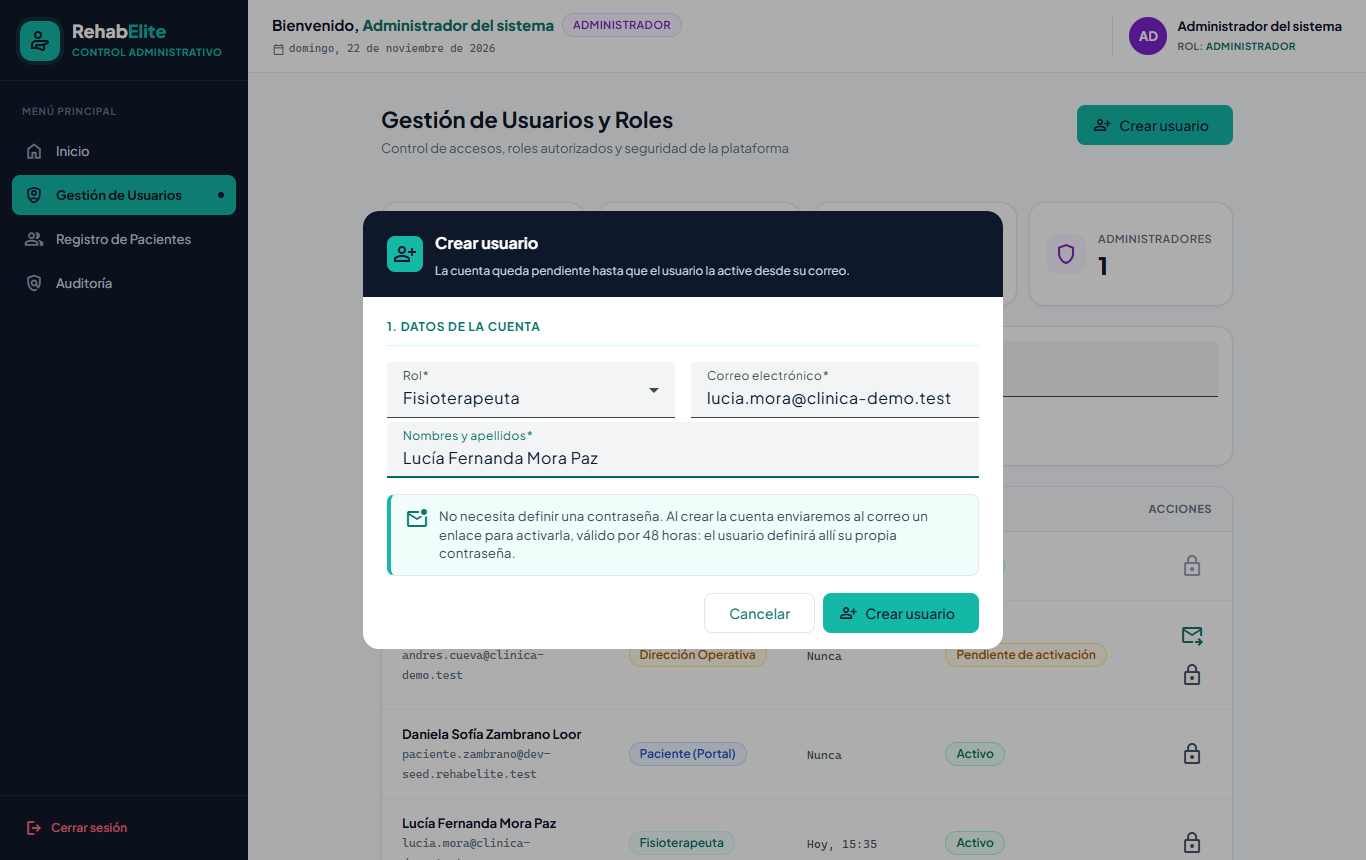 RehabElite
CONTROL ADMINISTRATIVO
MENÚ PRINCIPAL
Inicio
Gestión de Usuarios
Registro de Pacientes
Auditoría
Cerrar sesión
Bienvenido, Administrador del sistema
ADMINISTRADOR
domingo, 22 de noviembre de 2026
AD
Administrador del sistema
ROL: ADMINISTRADOR
Gestión de Usuarios y Roles
Control de accesos, roles autorizados y seguridad de la plataforma
Crear usuario
ADMINISTRADORES
1
Crear usuario
La cuenta queda pendiente hasta que el usuario la active desde su correo.
1. DATOS DE LA CUENTA
Rol*
Fisioterapeuta
Correo electrónico*
lucia.mora@clinica-demo.test
Nombres y apellidos*
Lucía Fernanda Mora Paz
No necesita definir una contraseña. Al crear la cuenta enviaremos al correo un
enlace para activarla, válido por 48 horas: el usuario definirá allí su propia
contraseña.
Cancelar
Crear usuario
ACCIONES
andres.cueva@clinica-
demo.test
Dirección Operativa
Nunca
Pendiente de activación
Daniela Sofía Zambrano Loor
paciente.zambrano@dev-
seed.rehabelite.test
Paciente (Portal)
Nunca
Activo
Lucía Fernanda Mora Paz
lucia.mora@clinica-
Fisioterapeuta
Hoy, 15:35
Activo